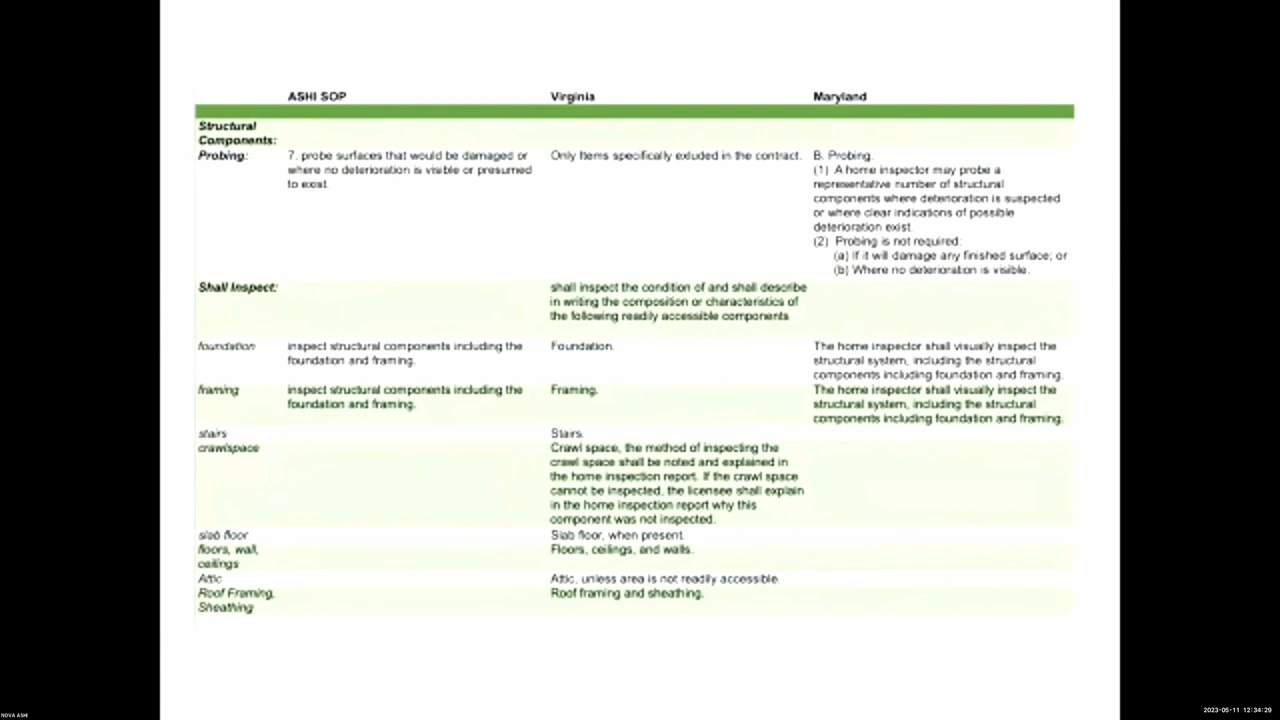 ASHI SOP Virginia Maryland
Structural
Components:
Probing: 7. probe surfaces that would be damaged or
where no deterioration is visible or presumed
to exist.
Only Items specifically exluded in the contract.
B. Probing.
(1) A home inspector may probe a
representative number of structural
components where deterioration is suspected
or where clear indications of possible
deterioration exist.
(2) Probing is not required:
(a) If it will damage any finished surface; or
(b) Where no deterioration is visible.
Shall Inspect:
shall inspect the condition of and shall describe
in writing the composition or characteristics of
the following readily accessible components
foundation
inspect structural components including the
foundation and framing.
Foundation.
The home inspector shall visually inspect the
structural system, including the structural
components including foundation and framing.
framing
inspect structural components including the
foundation and framing.
Framing.
The home inspector shall visually inspect the
structural system, including the structural
components including foundation and framing.
stairs
Stairs.
crawlspace
Crawl space, the method of inspecting the
crawl space shall be noted and explained in
the home inspection report. If the crawl space
cannot be inspected, the licensee shall explain
in the home inspection report why this
component was not inspected.
slab floor
Slab floor, when present.
floors, wall,
ceilings
Floors, ceilings, and walls.
Attic
Attic, unless area is not readily accessible.
Roof Framing,
Sheathing
Roof framing and sheathing.
NOVA ASHI
2023-05-11 12:34:29